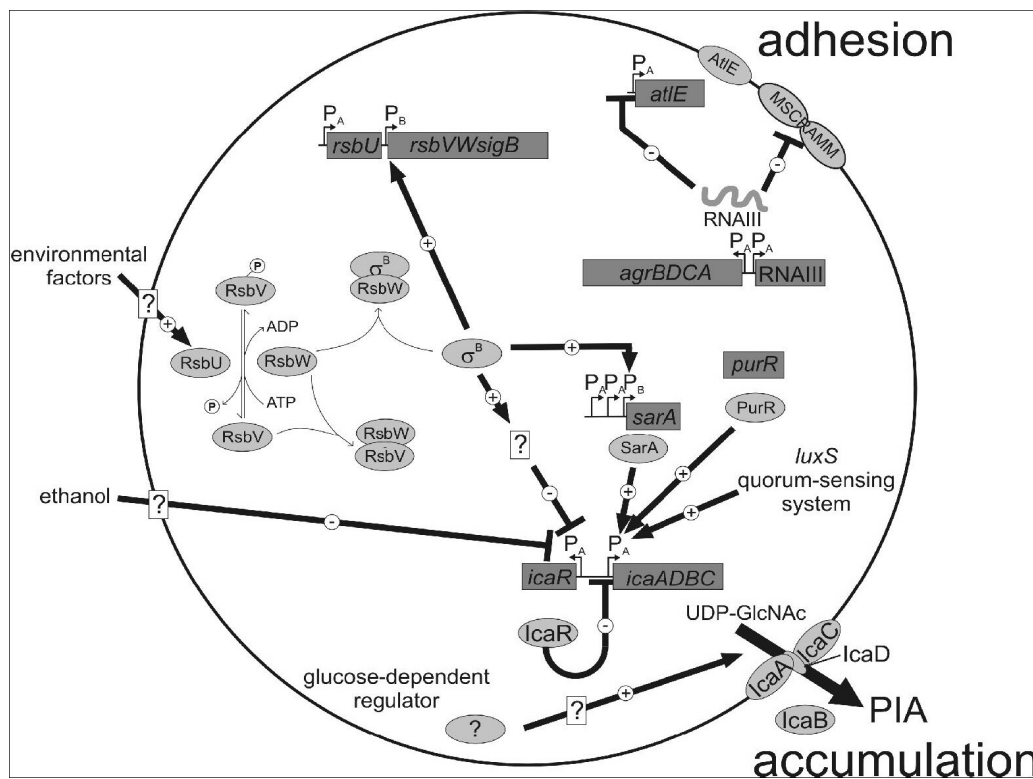 adhesion
AtlE
MSCRAMM
P A
atlE
-
-
RNAIII
P A P B
rsbU rsbVWsigB
+
P A P A
agrBDCA RNAIII
environmental
factors
?
+
RsbU
P
RsbV
ADP
RsbW
ATP
P
RsbV
σB
RsbW
RsbW
RsbV
σB
+
+
?
-
P A P A P B
sarA
SarA
+
purR
PurR
+
luxS
quorum-sensing
system
+
ethanol
?
-
P A P A
icaR icaADBC
IcaR
-
UDP-GlcNAc
IcaC
IcaA
IcaD
IcaB
PIA
glucose-dependent
regulator
?
?
+
accumulation